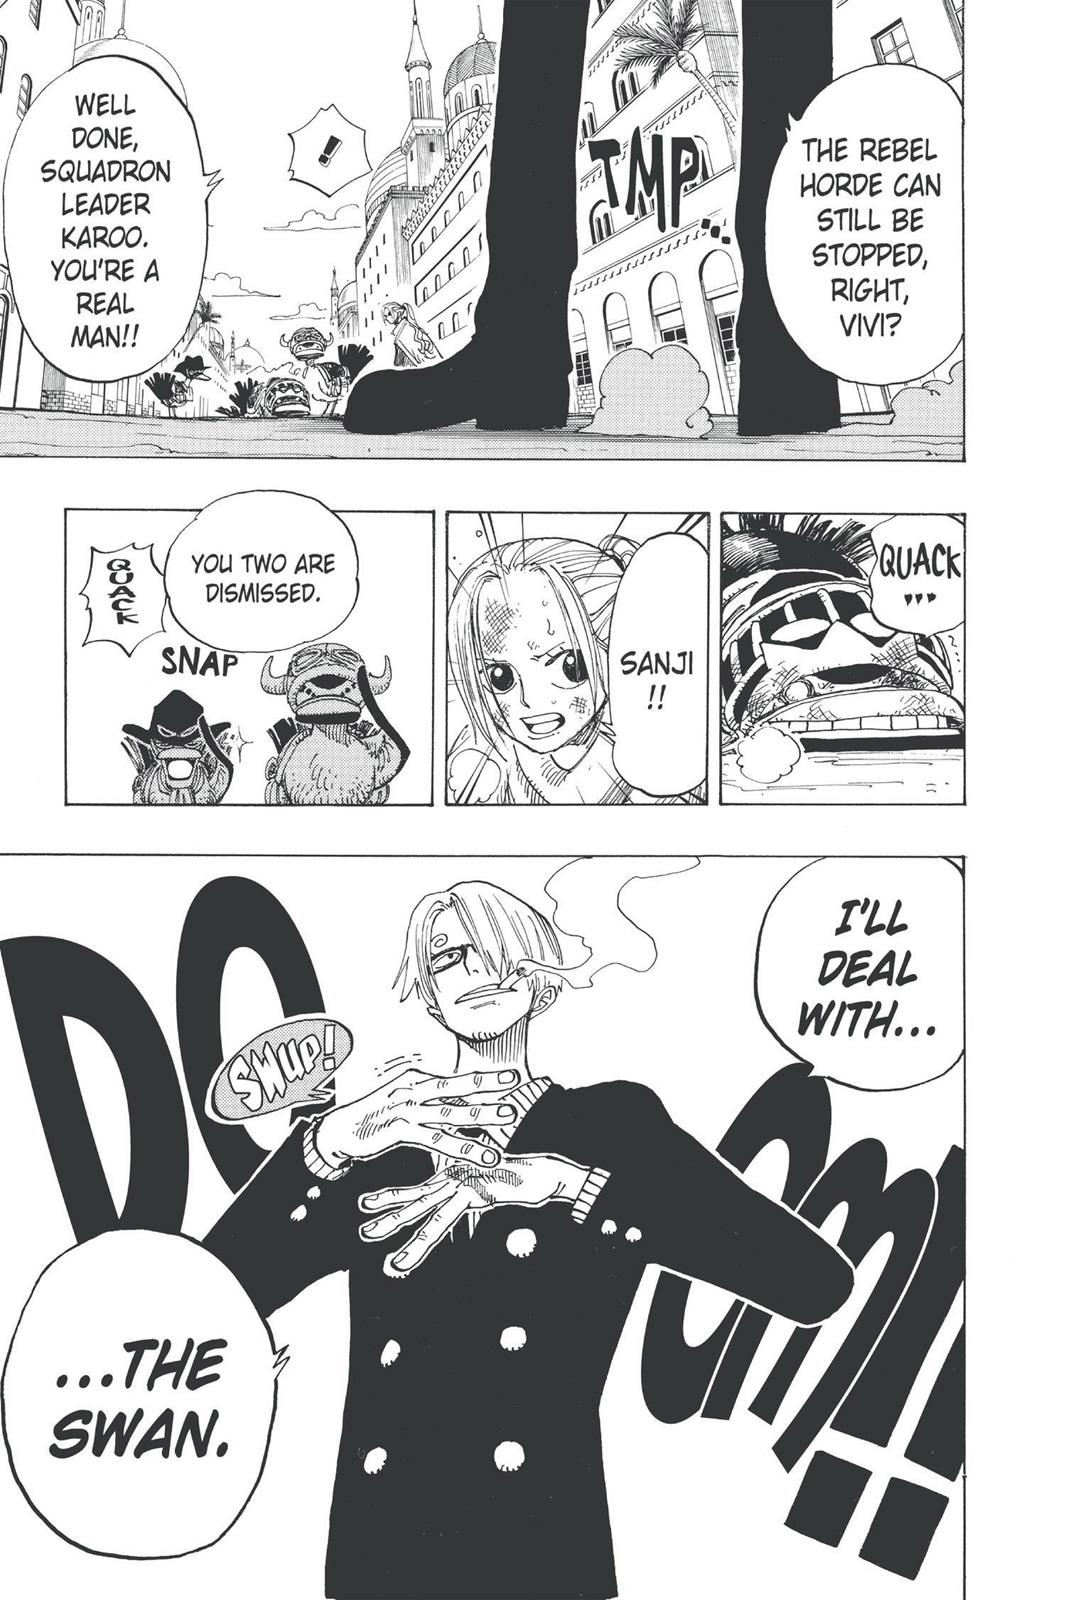 THE REBEL
HORDE CAN
STILL BE
STOPPED,
RIGHT,
VIVI?
TMP...
!
WELL
DONE,
SQUADRON
LEADER
KAROO.
YOU'RE A
REAL
MAN!!
QUACK
...
SANJI
!!
YOU TWO ARE
DISMISSED.
QUACK
SNAP
I'LL
DEAL
WITH...
SWUP!
DOOM!!
...THE
SWAN.